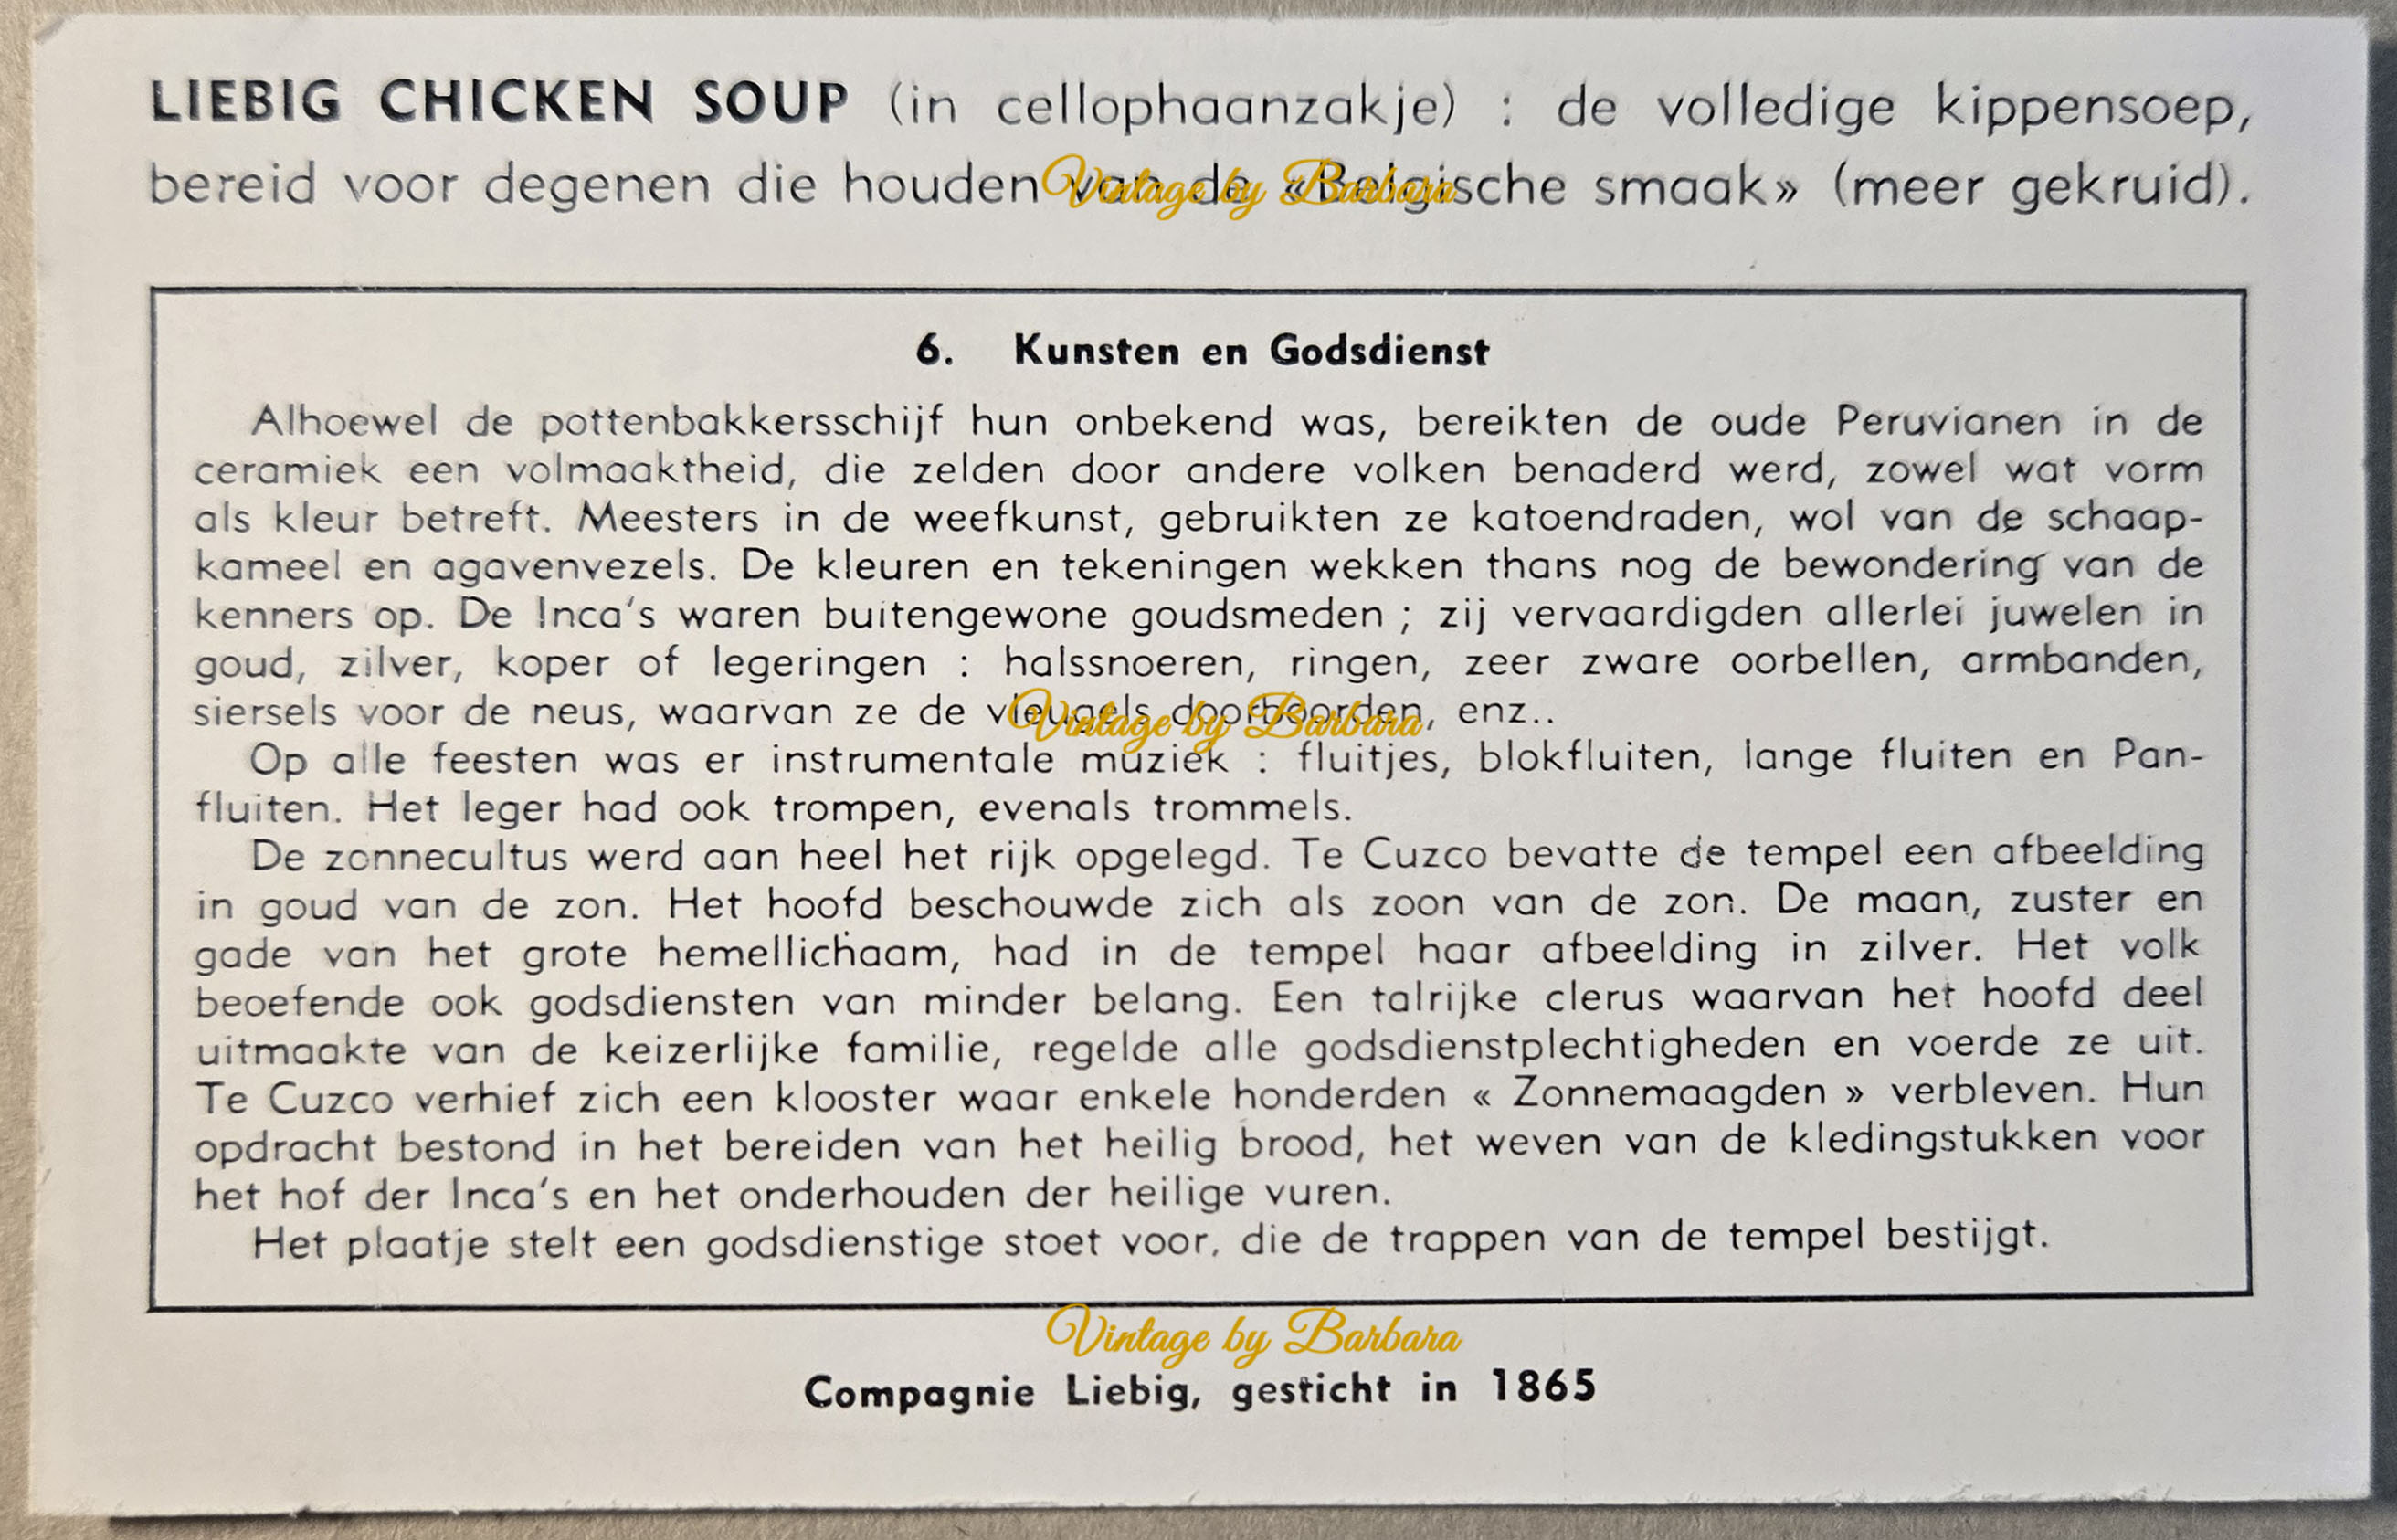 LIEBIG CHICKEN SOUP (in cellophaanzakje) : de volledige kippensoep,
bereid voor degenen die houden van de «Belgische smaak» (meer gekruid).
Vintage by Barbara
6. Kunsten en Godsdienst
Alhoewel de pottenbakkersschijf hun onbekend was, bereikten de oude Peruvianen in de
ceramiek een volmaaktheid, die zelden door andere volken benaderd werd, zowel wat vorm
als kleur betreft. Meesters in de weefkunst, gebruikten ze katoendraden, wol van de schaap-
kameel en agavenvezels. De kleuren en tekeningen wekken thans nog de bewondering van de
kenners op. De Inca's waren buitengewone goudsmeden ; zij vervaardigden allerlei juwelen in
goud, zilver, koper of legeringen : halssnoeren, ringen, zeer zware oorbellen, armbanden,
siersels voor de neus, waarvan ze de vleugels doorboorden, enz..
Vintage by Barbara
Op alle feesten was er instrumentale muziek : fluitjes, blokfluiten, lange fluiten en Pan-
fluiten. Het leger had ook trompen, evenals trommels.
De zonnecultus werd aan heel het rijk opgelegd. Te Cuzco bevatte de tempel een afbeelding
in goud van de zon. Het hoofd beschouwde zich als zoon van de zon. De maan, zuster en
gade van het grote hemellichaam, had in de tempel haar afbeelding in zilver. Het volk
beoefende ook godsdiensten van minder belang. Een talrijke clerus waarvan het hoofd deel
uitmaakte van de keizerlijke familie, regelde alle godsdienstplechtigheden en voerde ze uit.
Te Cuzco verhief zich een klooster waar enkele honderden « Zonnemaagden » verbleven. Hun
opdracht bestond in het bereiden van het heilig brood, het weven van de kledingstukken voor
het hof der Inca's en het onderhouden der heilige vuren.
Het plaatje stelt een godsdienstige stoet voor, die de trappen van de tempel bestijgt.
Vintage by Barbara
Compagnie Liebig, gesticht in 1865